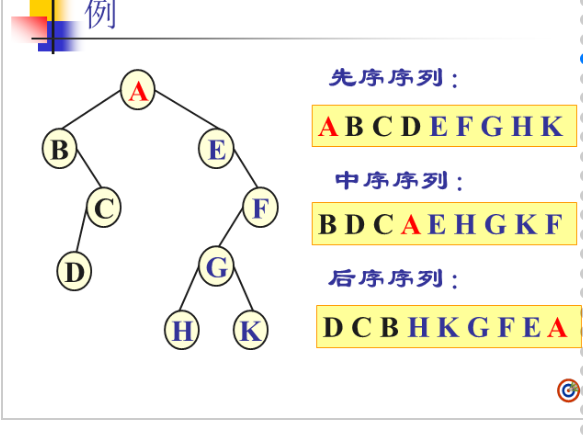 例
先序序列：
A B C D E F G H K
中序序列：
B D C A E H G K F
后序序列：
D C B H K G F E A
A
B E
C F
D G
H K